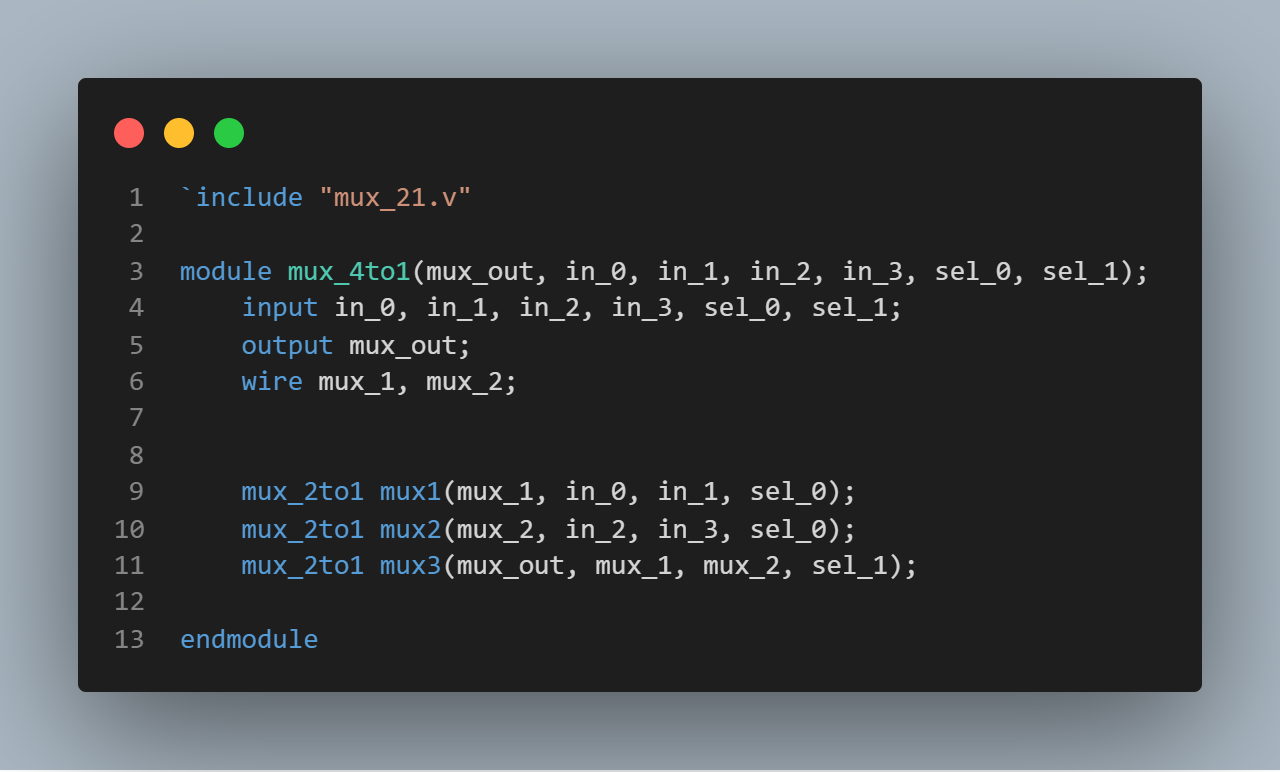 1 `include "mux_21.v"
2
3 module mux_4to1(mux_out, in_0, in_1, in_2, in_3, sel_0, sel_1);
4     input in_0, in_1, in_2, in_3, sel_0, sel_1;
5     output mux_out;
6     wire mux_1, mux_2;
7
8
9     mux_2to1 mux1(mux_1, in_0, in_1, sel_0);
10     mux_2to1 mux2(mux_2, in_2, in_3, sel_0);
11     mux_2to1 mux3(mux_out, mux_1, mux_2, sel_1);
12
13 endmodule